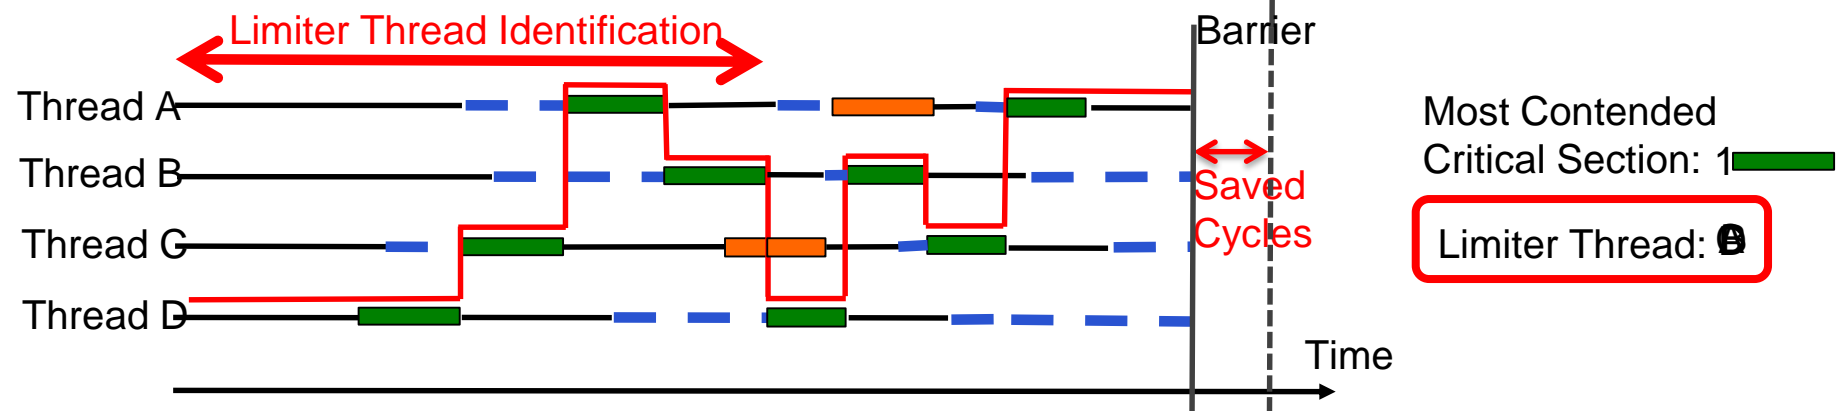 Limiter Thread Identification
Barrier
Thread A
Most Contended
Critical Section: 1
Thread B
Saved
Cycles
Thread C
Limiter Thread:
Thread D
Time